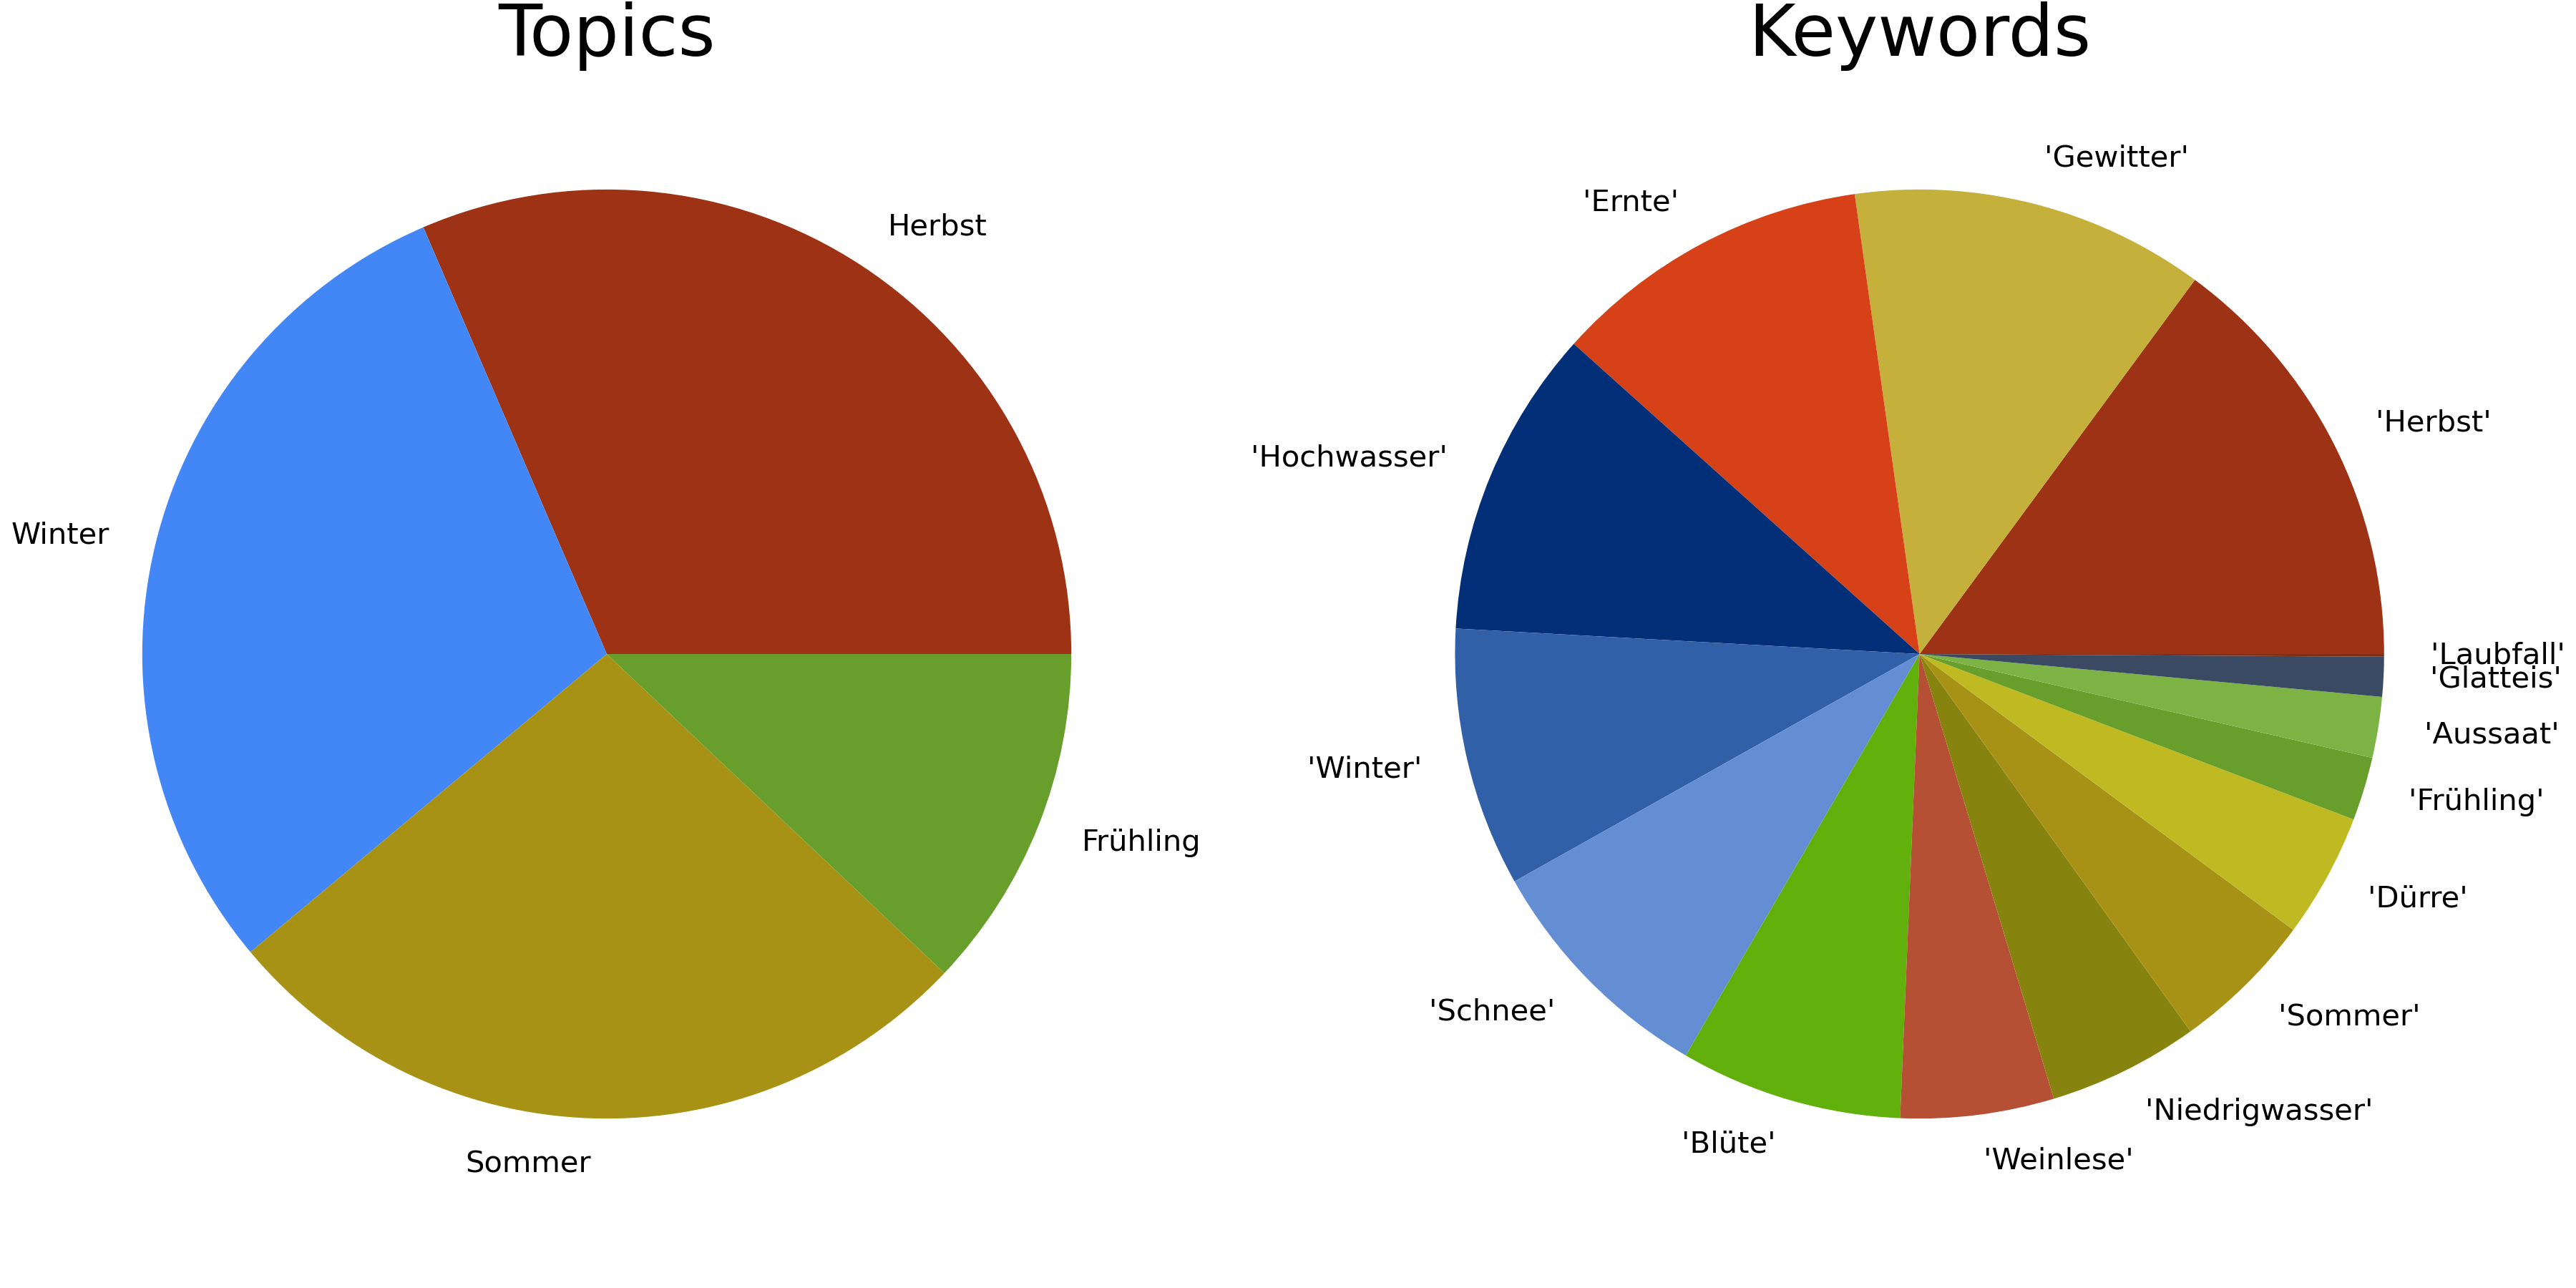 Topics
Herbst
Winter
Sommer
Frühling
Keywords
'Gewitter'
'Ernte'
'Herbst'
'Hochwasser'
'Laubfall'
'Glatteis'
'Aussaat'
'Winter'
'Frühling'
'Dürre'
'Schnee'
'Sommer'
'Niedrigwasser'
'Blüte'
'Weinlese'